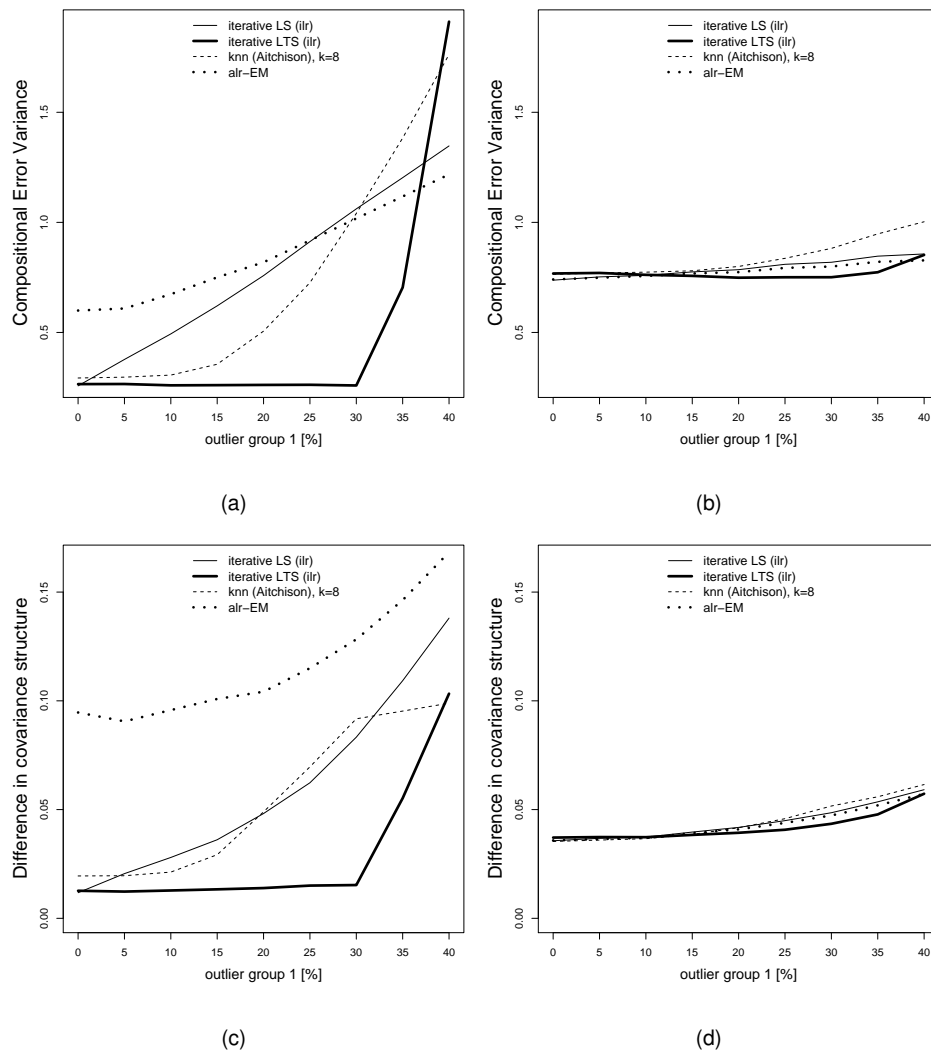 iterative LS (ilr)
iterative LTS (ilr)
knn (Aitchison), k=8
alr−EM
Compositional Error Variance
0.5 1.0 1.5
0 5 10 15 20 25 30 35 40
outlier group 1 [%]
(a)
iterative LS (ilr)
iterative LTS (ilr)
knn (Aitchison), k=8
alr−EM
Compositional Error Variance
0.5 1.0 1.5
0 5 10 15 20 25 30 35 40
outlier group 1 [%]
(b)
iterative LS (ilr)
iterative LTS (ilr)
knn (Aitchison), k=8
alr−EM
Difference in covariance structure
0.00 0.05 0.10 0.15
0 5 10 15 20 25 30 35 40
outlier group 1 [%]
(c)
iterative LS (ilr)
iterative LTS (ilr)
knn (Aitchison), k=8
alr−EM
Difference in covariance structure
0.00 0.05 0.10 0.15
0 5 10 15 20 25 30 35 40
outlier group 1 [%]
(d)